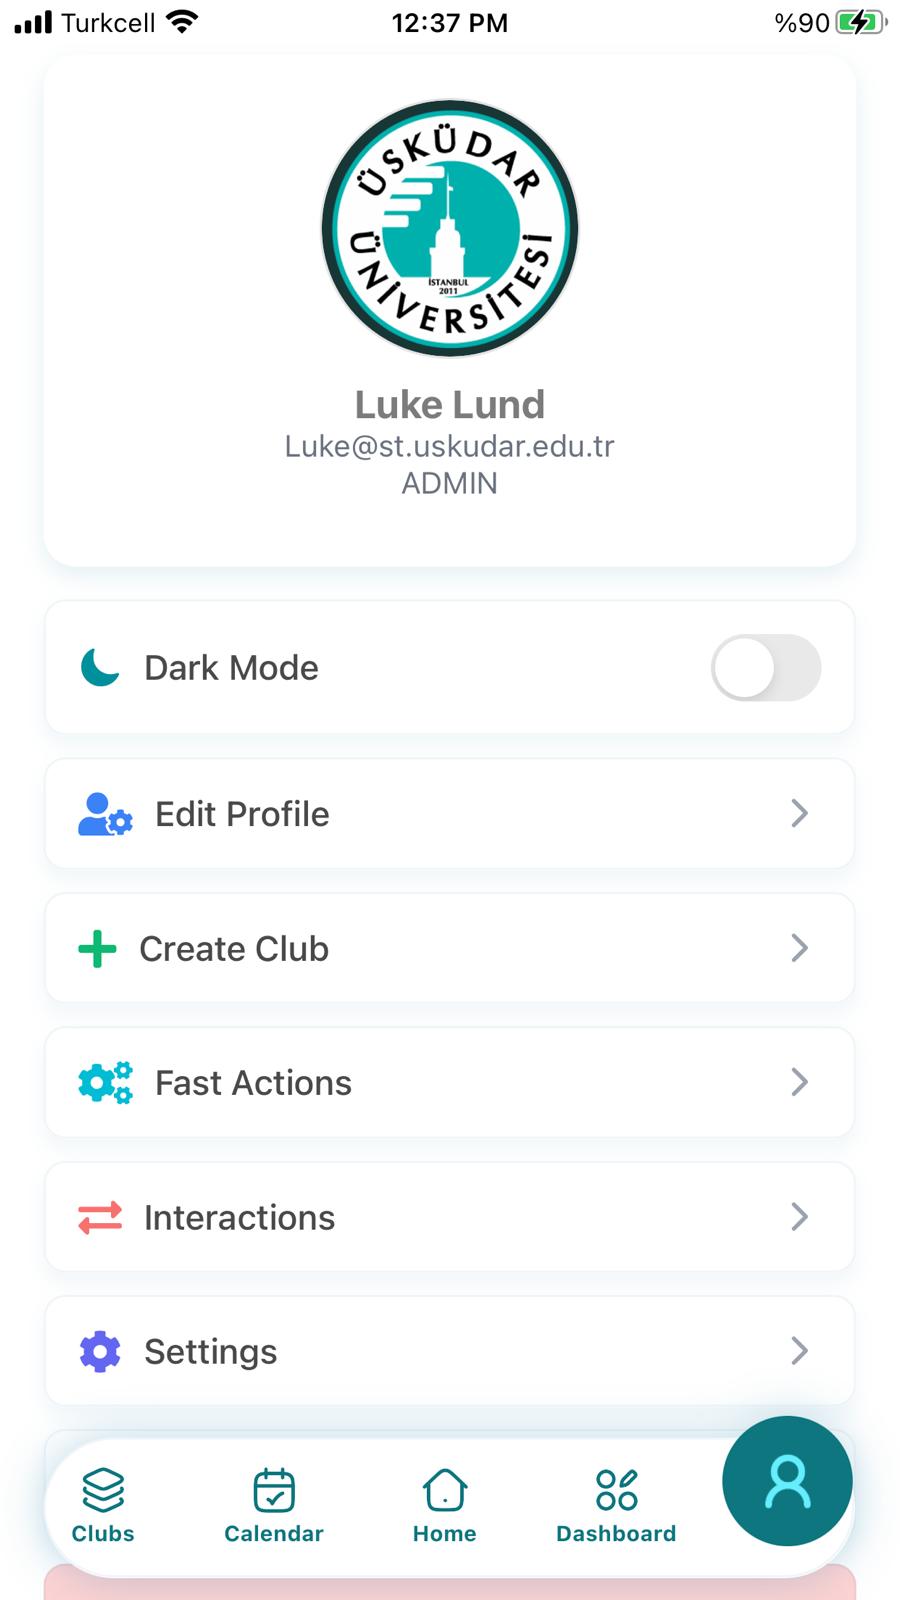 Turkcell 12:37 PM %90
ÜSKÜDAR
ÜNİVERSİTESİ
İSTANBUL
2011
Luke Lund
Luke@st.uskudar.edu.tr
ADMIN
Dark Mode
Edit Profile
Create Club
Fast Actions
Interactions
Settings
Clubs Calendar Home Dashboard